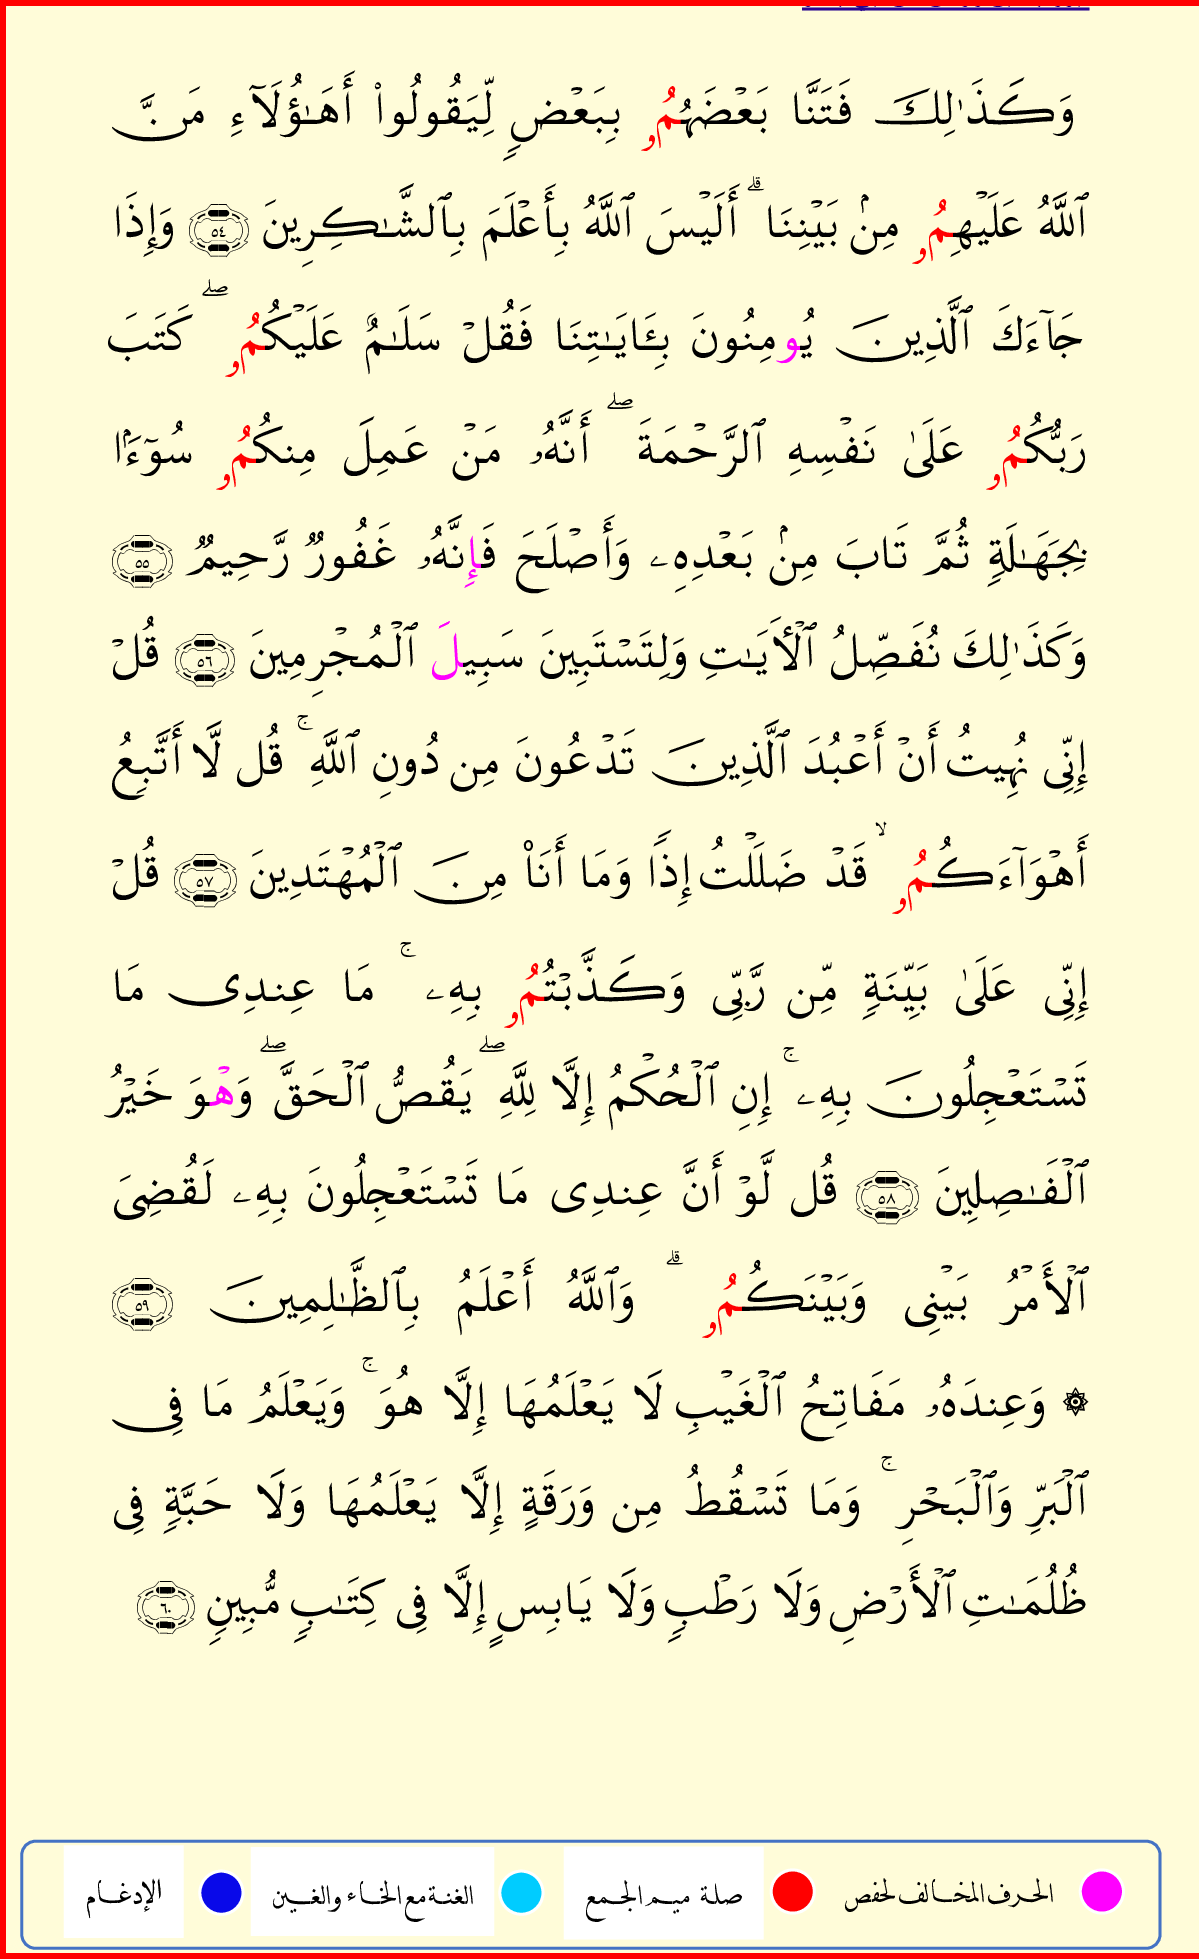 وَكَذَٰلِكَ فَتَنَّا بَعْضَهُمُۥ بِبَعْضٖ لِّيَقُولُوا۟ أَهَـٰٓؤُلَآءِ مَنَّ
ٱللَّهُ عَلَيْهِمُۥ مِنۢ بَيْنِنَا ۗ أَلَيْسَ ٱللَّهُ بِأَعْلَمَ بِٱلشَّـٰكِرِينَ ٥٤ وَإِذَا
جَآءَكَ ٱلَّذِينَ يُومِنُونَ بِـَٔايَـٰتِنَا فَقُلْ سَلَـٰمٌ عَلَيْكُمُۥ ۖ كَتَبَ
رَبُّكُمُۥ عَلَىٰ نَفْسِهِ ٱلرَّحْمَةَ ۖ أَنَّهُۥ مَنْ عَمِلَ مِنكُمُۥ سُوٓءَۢا
بِجَهَـٰلَةٖ ثُمَّ تَابَ مِنۢ بَعْدِهِۦ وَأَصْلَحَ فَإِنَّهُۥ غَفُورٞ رَّحِيمٞ ٥٥
وَكَذَٰلِكَ نُفَصِّلُ ٱلْأَيَـٰتِ وَلِتَسْتَبِينَ سَبِيلَ ٱلْمُجْرِمِينَ ٥٦ قُلْ
إِنِّى نُهِيتُ أَنْ أَعْبُدَ ٱلَّذِينَ تَدْعُونَ مِن دُونِ ٱللَّهِ ۚ قُل لَّا أَتَّبِعُ
أَهْوَآءَكُمُۥ ۙ قَدْ ضَلَلْتُ إِذٗا وَمَا أَنَا۠ مِنَ ٱلْمُهْتَدِينَ ٥٧ قُلْ
إِنِّى عَلَىٰ بَيِّنَةٖ مِّن رَّبِّى وَكَذَّبْتُمُۥ بِهِۦ ۚ مَا عِندِى مَا
تَسْتَعْجِلُونَ بِهِۦ ۚ إِنِ ٱلْحُكْمُ إِلَّا لِلَّهِ ۖ يَقُصُّ ٱلْحَقَّ ۖ وَهْوَ خَيْرُ
ٱلْفَـٰصِلِينَ ٥٨ قُل لَّوْ أَنَّ عِندِى مَا تَسْتَعْجِلُونَ بِهِۦ لَقُضِىَ
ٱلْأَمْرُ بَيْنِى وَبَيْنَكُمُۥ ۗ وَٱللَّهُ أَعْلَمُ بِٱلظَّـٰلِمِينَ ٥٩
۞ وَعِندَهُۥ مَفَاتِحُ ٱلْغَيْبِ لَا يَعْلَمُهَا إِلَّا هُوَ ۚ وَيَعْلَمُ مَا فِى
ٱلْبَرِّ وَٱلْبَحْرِ ۚ وَمَا تَسْقُطُ مِن وَرَقَةٍ إِلَّا يَعْلَمُهَا وَلَا حَبَّةٖ فِى
ظُلُمَـٰتِ ٱلْأَرْضِ وَلَا رَطْبٖ وَلَا يَابِسٍ إِلَّا فِى كِتَـٰبٖ مُّبِينٖ ٦٠
الحرف المخالف لحفص صلة ميم الجمع الغنة مع الخاء والغين الإدغام